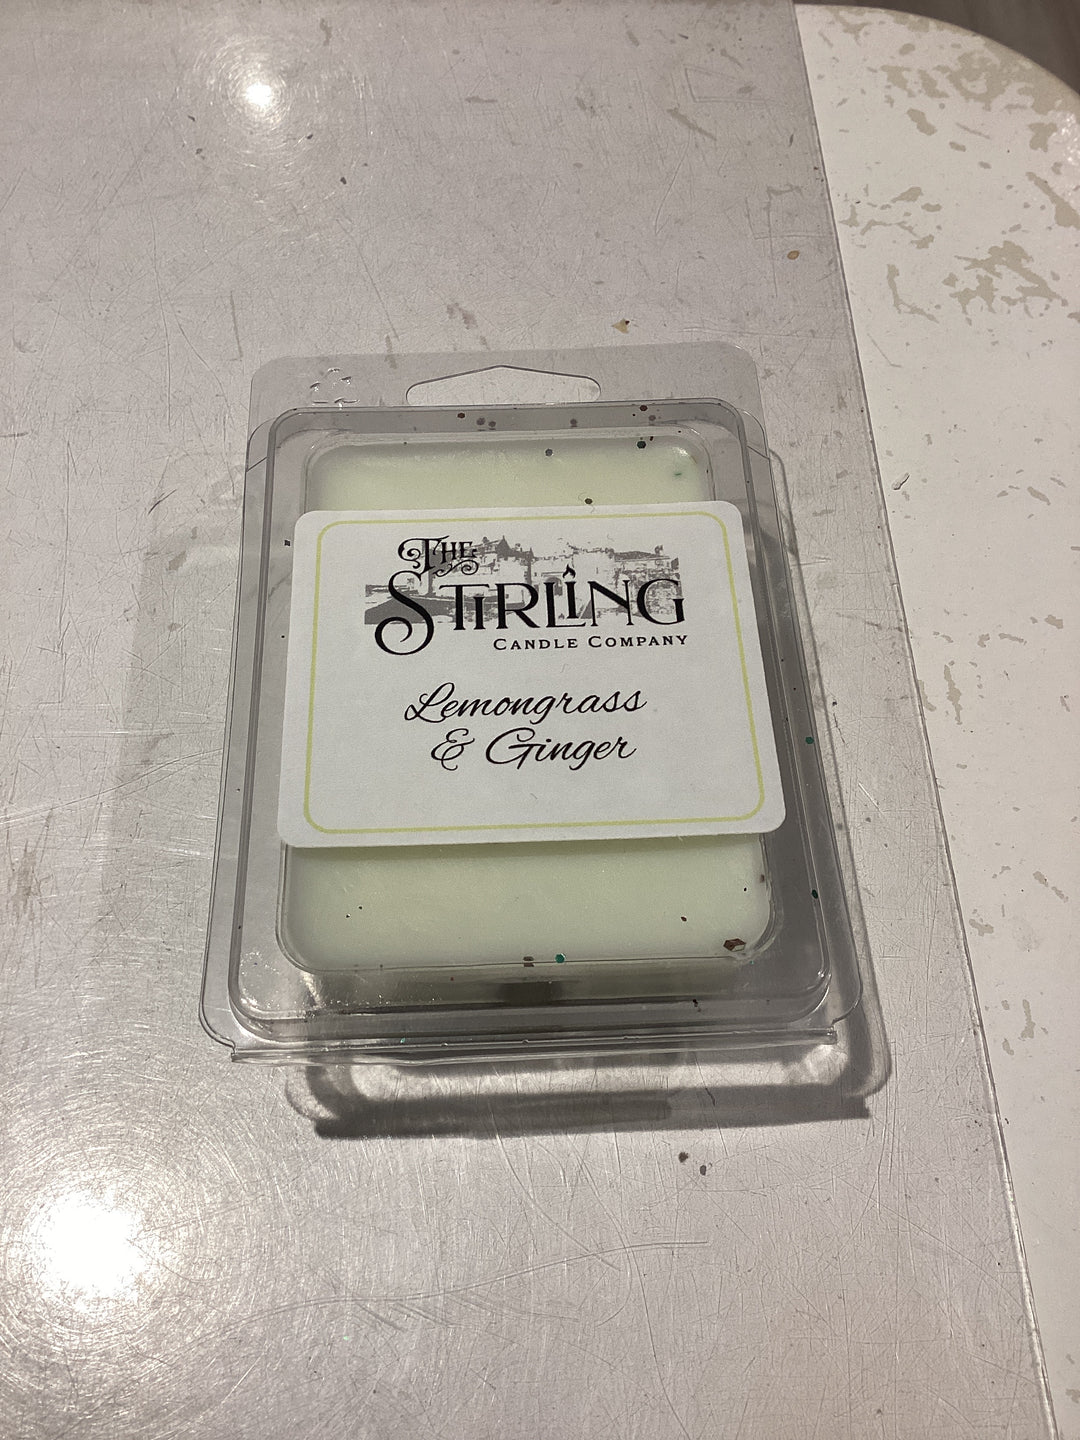 The
Stirling
Candle Company
Lemongrass
& Ginger